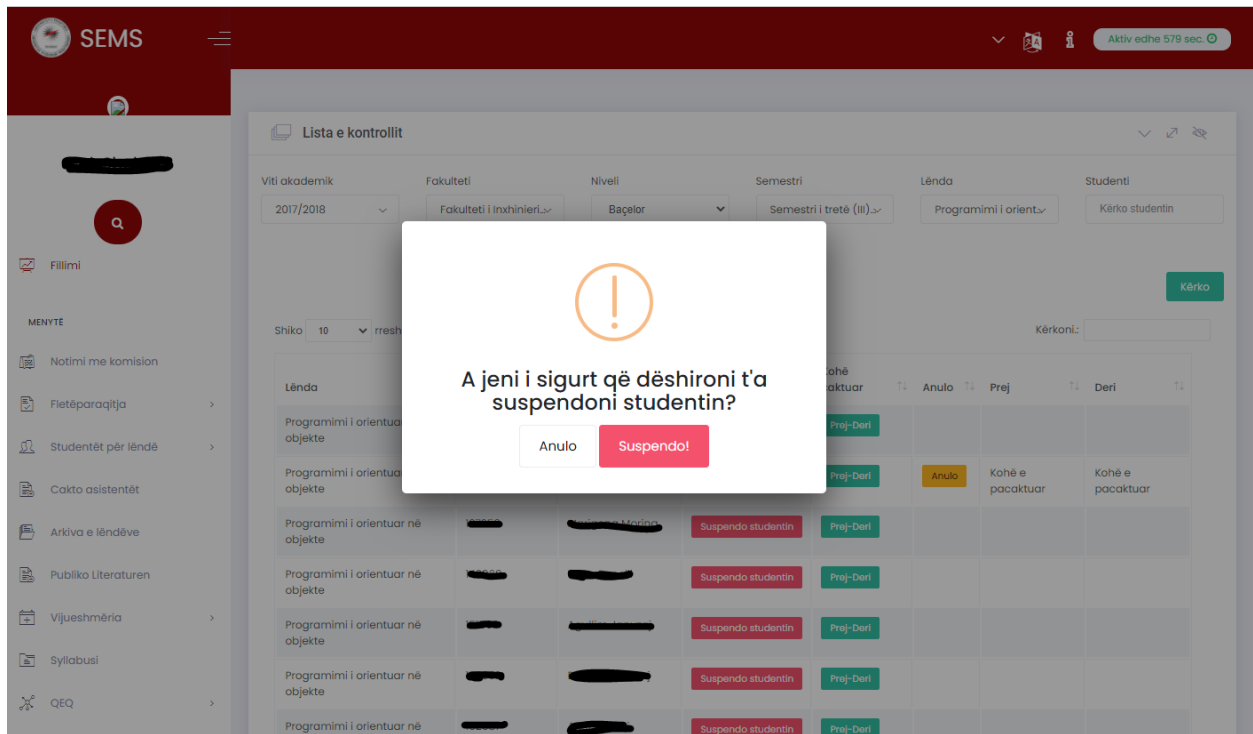 SEMS
Aktiv edhe 579 sec.
Lista e kontrollit
Viti akademik Fakulteti Niveli Semestri Lënda Studenti
2017/2018 Fakulteti i Inxhinieri... Baçelor Semestri i tretë (III)... Programimi i orient... Kërko studentin
Kërko
Fillimi
MENYTË
Notimi me komision
Fletëparaqitja
Studentët për lëndë
Cakto asistentët
Arkiva e lëndëve
Publiko Literaturen
Vijueshmëria
Syllabusi
QEQ
Shiko 10 rresh
Kërkoni.:
A jeni i sigurt që dëshironi t'a
suspendoni studentin?
Anulo Suspendo!
Lënda Anulo Prej Deri
Programimi i orientuar
objekte
Prej-Deri
Programimi i orientuar
objekte
Prej-Deri Anulo Kohë e
pacaktuar
Kohë e
pacaktuar
Programimi i orientuar në
objekte
Suspendo studentin Prej-Deri
Programimi i orientuar në
objekte
Suspendo studentin Prej-Deri
Programimi i orientuar në
objekte
Suspendo studentin Prej-Deri
Programimi i orientuar në
objekte
Suspendo studentin Prej-Deri
Programimi i orientuar në
Suspendo studentin Prej-Deri